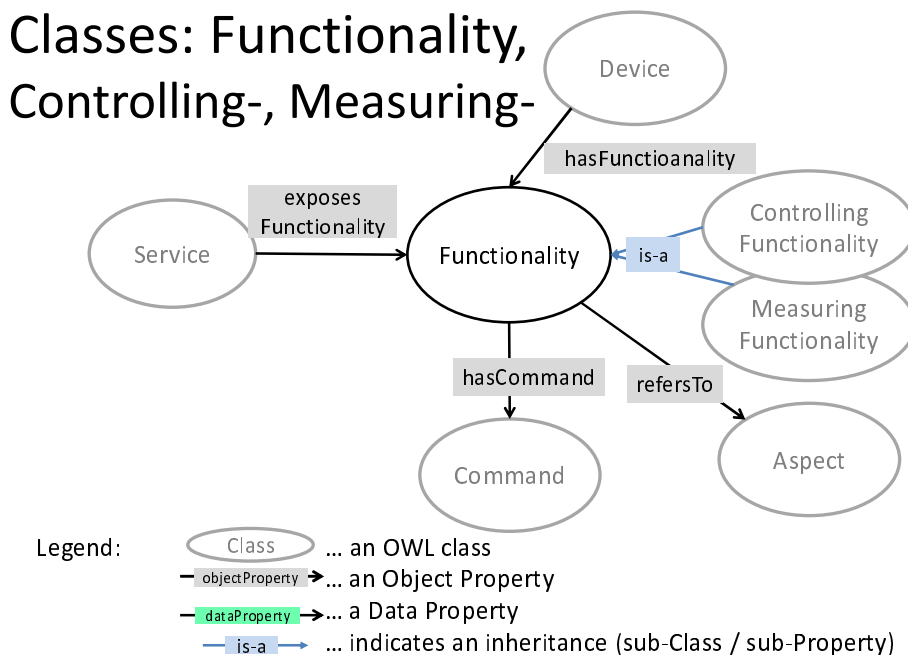 Classes: Functionality,
Controlling-, Measuring-
Device
hasFunctioanality
exposes
Functionality
Controlling
Functionality
Service
Functionality
is-a
Measuring
Functionality
hasCommand
refersTo
Command
Aspect
Legend:
Class
... an OWL class
objectProperty
... an Object Property
dataProperty
... a Data Property
is-a
... indicates an inheritance (sub-Class / sub-Property)